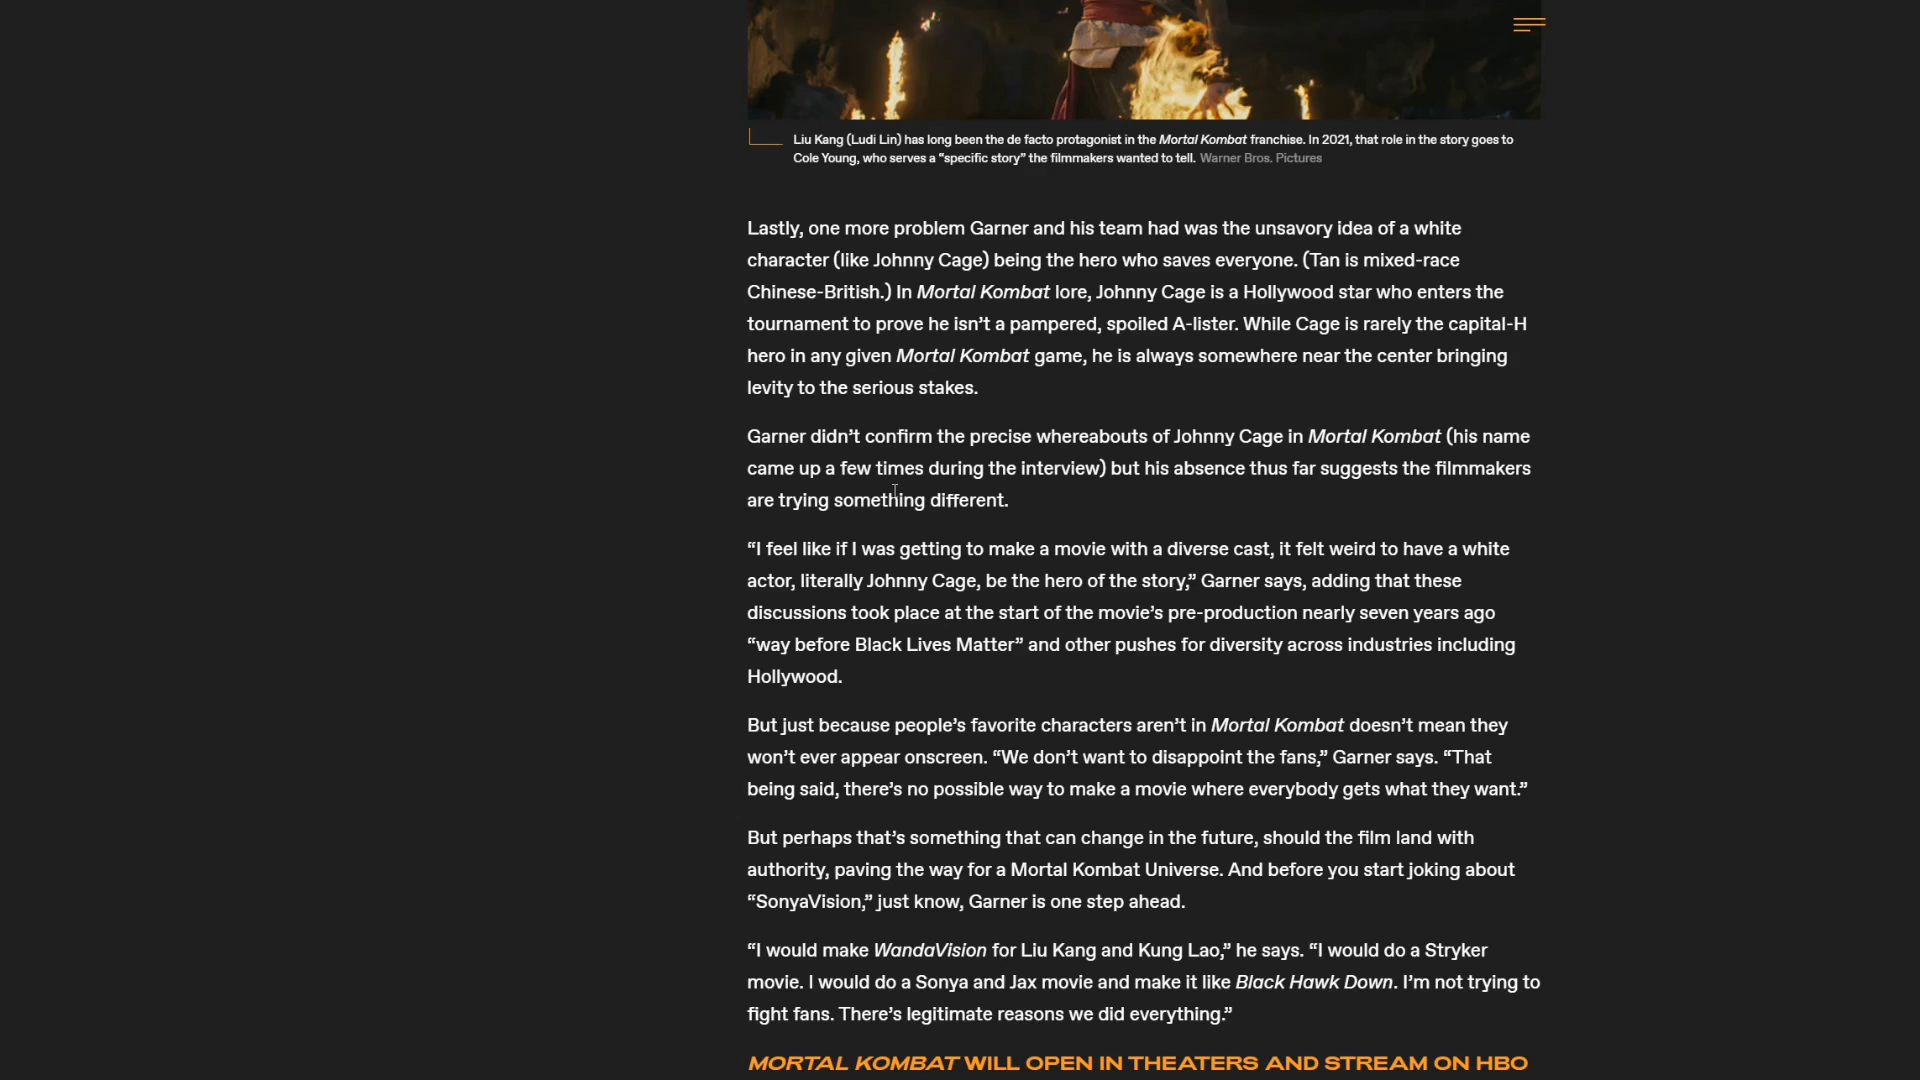 Liu Kang (Ludi Lin) has long been the de facto protagonist in the Mortal Kombat franchise. In 2021, that role in the story goes to
Cole Young, who serves a “specific story” the filmmakers wanted to tell. Warner Bros. Pictures
Lastly, one more problem Garner and his team had was the unsavory idea of a white
character (like Johnny Cage) being the hero who saves everyone. (Tan is mixed-race
Chinese-British.) In Mortal Kombat lore, Johnny Cage is a Hollywood star who enters the
tournament to prove he isn’t a pampered, spoiled A-lister. While Cage is rarely the capital-H
hero in any given Mortal Kombat game, he is always somewhere near the center bringing
levity to the serious stakes.
Garner didn’t confirm the precise whereabouts of Johnny Cage in Mortal Kombat (his name
came up a few times during the interview) but his absence thus far suggests the filmmakers
are trying something different.
“I feel like if I was getting to make a movie with a diverse cast, it felt weird to have a white
actor, literally Johnny Cage, be the hero of the story,” Garner says, adding that these
discussions took place at the start of the movie’s pre-production nearly seven years ago
“way before Black Lives Matter” and other pushes for diversity across industries including
Hollywood.
But just because people’s favorite characters aren’t in Mortal Kombat doesn’t mean they
won’t ever appear onscreen. “We don’t want to disappoint the fans,” Garner says. “That
being said, there’s no possible way to make a movie where everybody gets what they want.”
But perhaps that’s something that can change in the future, should the film land with
authority, paving the way for a Mortal Kombat Universe. And before you start joking about
“SonyaVision,” just know, Garner is one step ahead.
“I would make WandaVision for Liu Kang and Kung Lao,” he says. “I would do a Stryker
movie. I would do a Sonya and Jax movie and make it like Black Hawk Down. I’m not trying to
fight fans. There’s legitimate reasons we did everything.”
MORTAL KOMBAT WILL OPEN IN THEATERS AND STREAM ON HBO